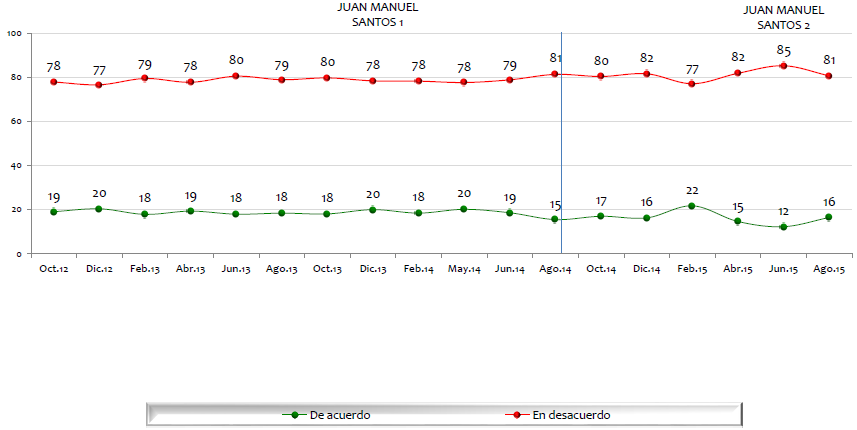 JUAN MANUEL
SANTOS 1
JUAN MANUEL
SANTOS 2
100
80
60
40
20
0
78 77 79 78 80 79 80 78 78 78 79 81 80 82 77 82 85 81
19 20 18 19 18 18 18 20 18 20 19 15 17 16 22 15 12 16
Oct.12 Dic.12 Feb.13 Abr.13 Jun.13 Ago.13 Oct.13 Dic.13 Feb.14 May.14 Jun.14 Ago.14 Oct.14 Dic.14 Feb.15 Abr.15 Jun.15 Ago.15
De acuerdo En desacuerdo